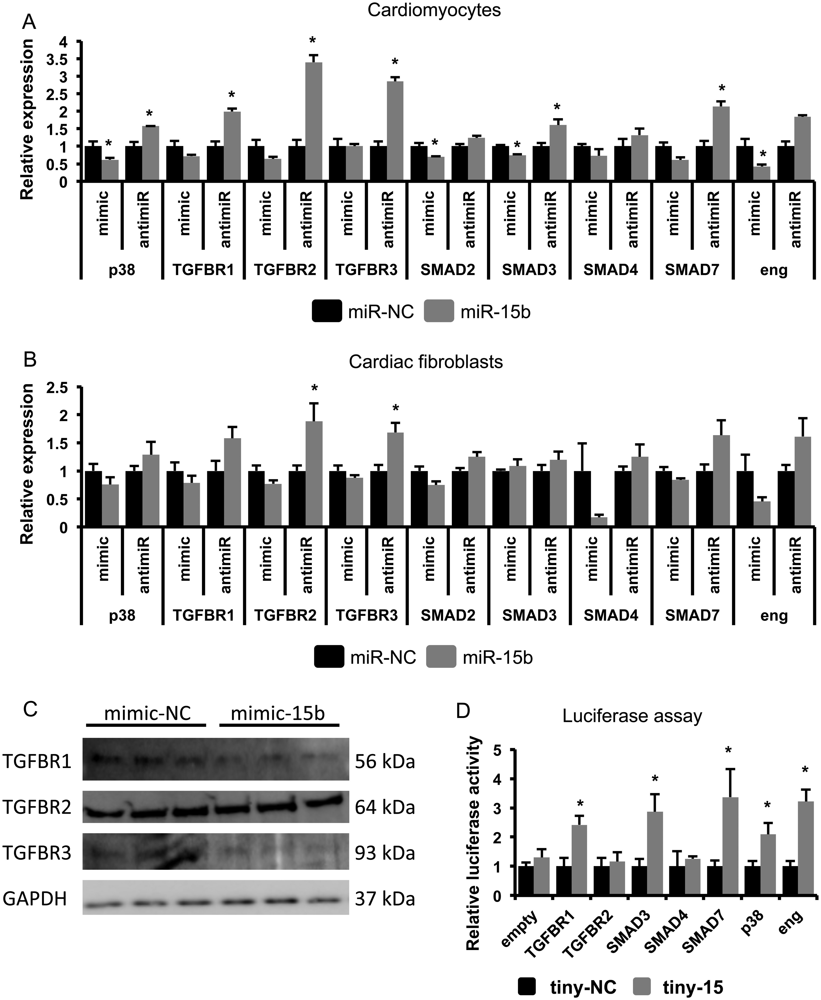 A
Cardiomyocytes
Relative expression
4
3.5
3
2.5
2
1.5
1
0.5
0
* * * * * * * * * *
mimic antimiR mimic antimiR mimic antimiR mimic antimiR mimic antimiR mimic antimiR mimic antimiR mimic antimiR mimic antimiR
p38 TGFBR1 TGFBR2 TGFBR3 SMAD2 SMAD3 SMAD4 SMAD7 eng
miR-NC miR-15b
B
Cardiac fibroblasts
Relative expression
2.5
2
1.5
1
0.5
0
* *
mimic antimiR mimic antimiR mimic antimiR mimic antimiR mimic antimiR mimic antimiR mimic antimiR mimic antimiR mimic antimiR
p38 TGFBR1 TGFBR2 TGFBR3 SMAD2 SMAD3 SMAD4 SMAD7 eng
miR-NC miR-15b
C
mimic-NC mimic-15b
TGFBR1 56 kDa
TGFBR2 64 kDa
TGFBR3 93 kDa
GAPDH 37 kDa
D
Luciferase assay
Relative luciferase activity
5
4
3
2
1
0
* * * * *
empty TGFBR1 TGFBR2 SMAD3 SMAD4 SMAD7 p38 eng
tiny-NC tiny-15